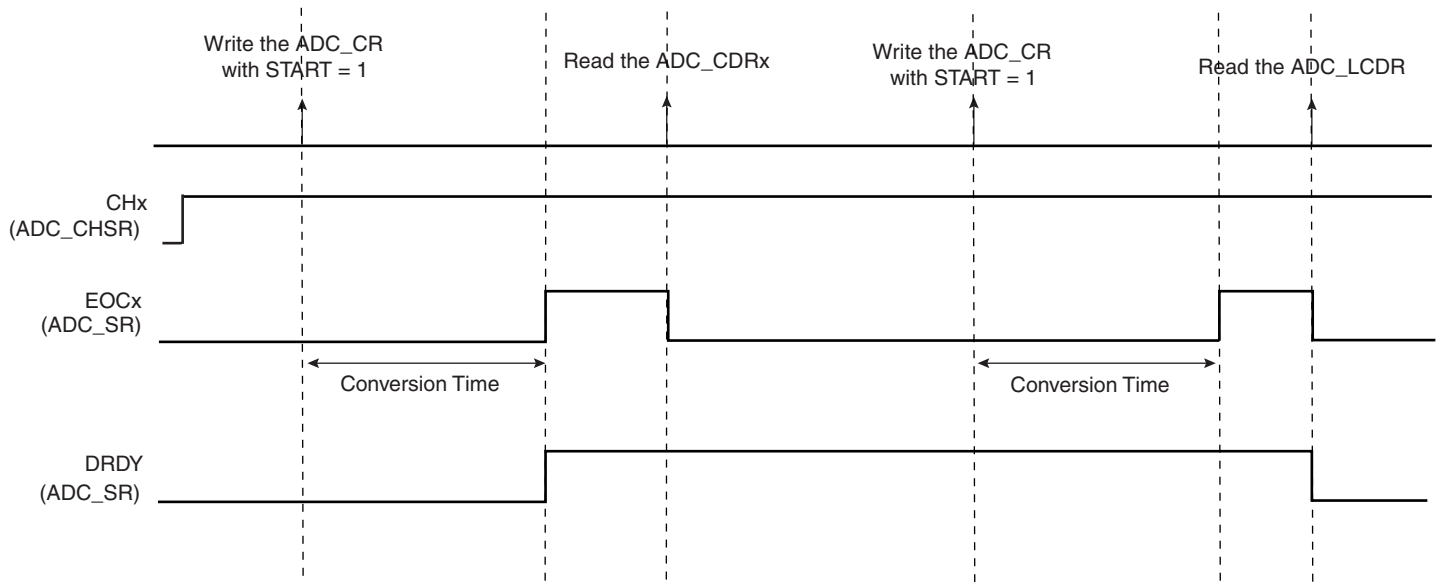 Write the ADC_CR
with START = 1
Read the ADC_CDRx
Write the ADC_CR
with START = 1
Read the ADC_LCDR
CHx
(ADC_CHSR)
EOCx
(ADC_SR)
Conversion Time
Conversion Time
DRDY
(ADC_SR)